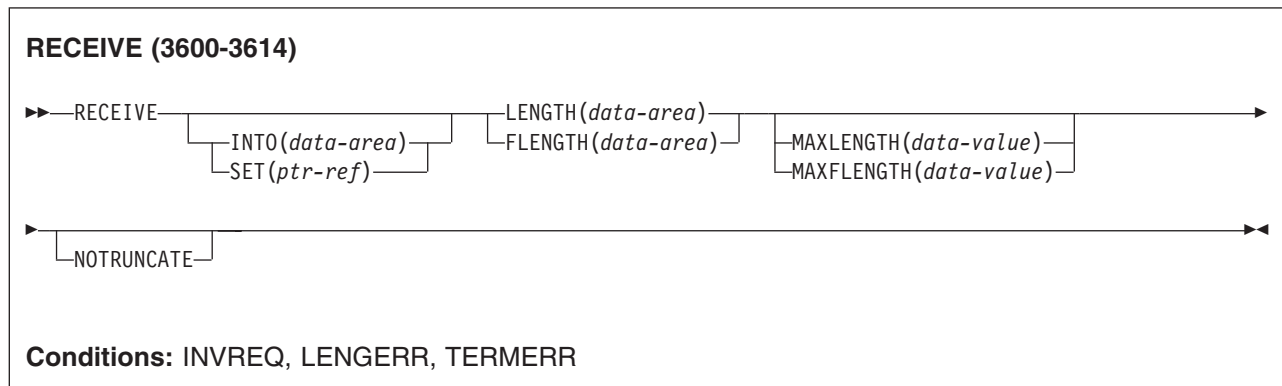 RECEIVE (3600-3614)
RECEIVE LENGTH(data-area)
INTO(data-area) FLENGTH(data-area) MAXLENGTH(data-value)
SET(ptr-ref) MAXFLENGTH(data-value)
NOTRUNCATE
Conditions: INVREQ, LENGERR, TERMERR